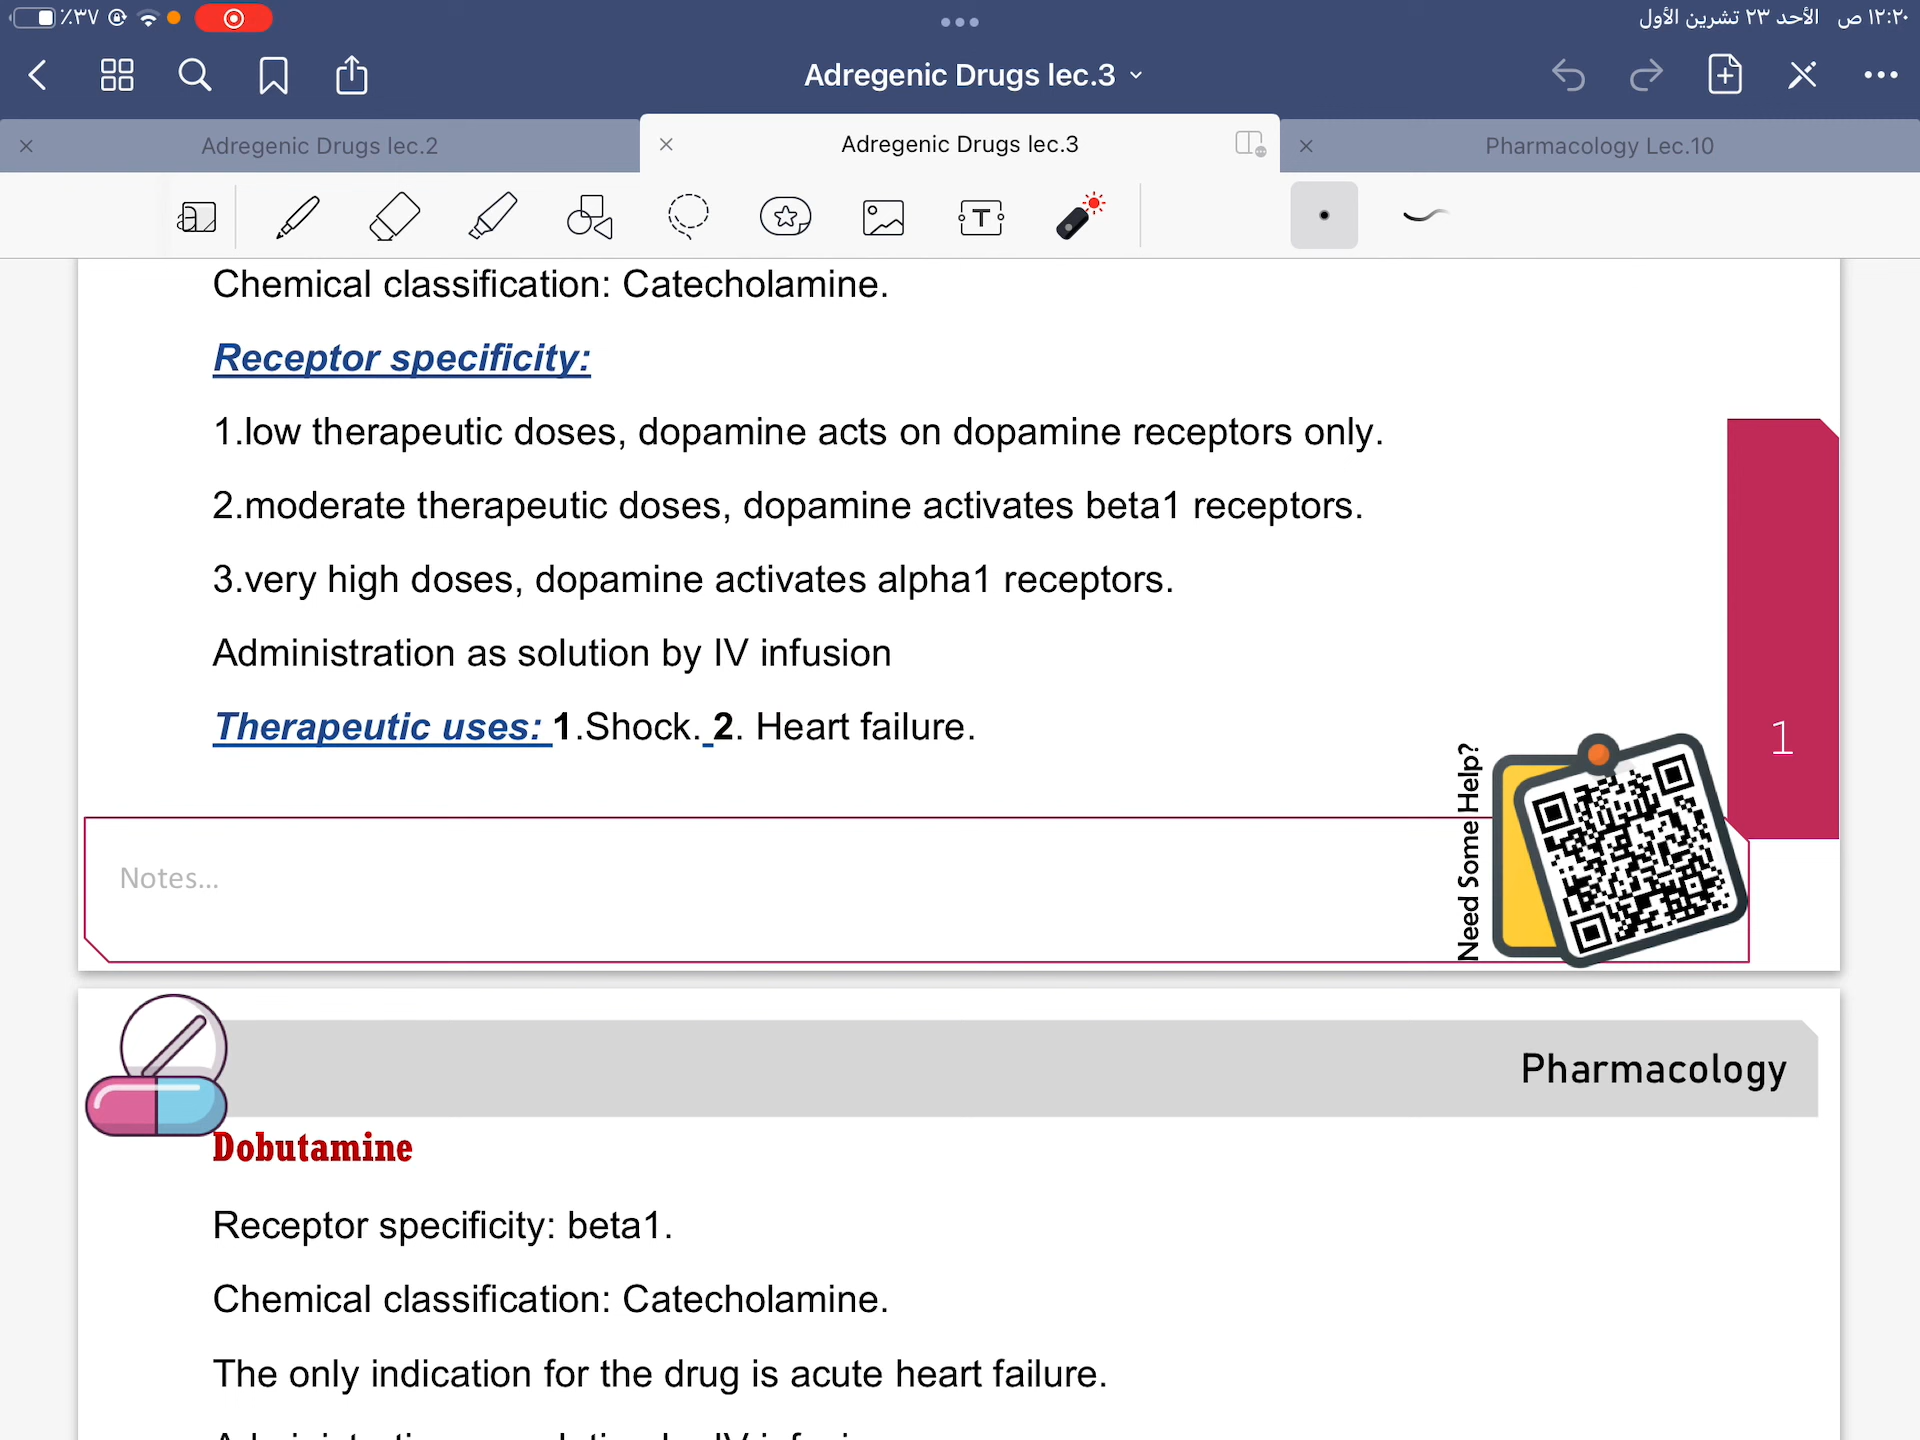 ٪٣٧
١٢:٢٠ ص الأحد ٢٣ تشرين الأول
Adregenic Drugs lec.3
Adregenic Drugs lec.2
Adregenic Drugs lec.3
Pharmacology Lec.10
Chemical classification: Catecholamine.
Receptor specificity:
1.low therapeutic doses, dopamine acts on dopamine receptors only.
2.moderate therapeutic doses, dopamine activates beta1 receptors.
3.very high doses, dopamine activates alpha1 receptors.
Administration as solution by IV infusion
Therapeutic uses: 1.Shock. 2. Heart failure.
1
Need Some Help?
Notes...
Pharmacology
Dobutamine
Receptor specificity: beta1.
Chemical classification: Catecholamine.
The only indication for the drug is acute heart failure.